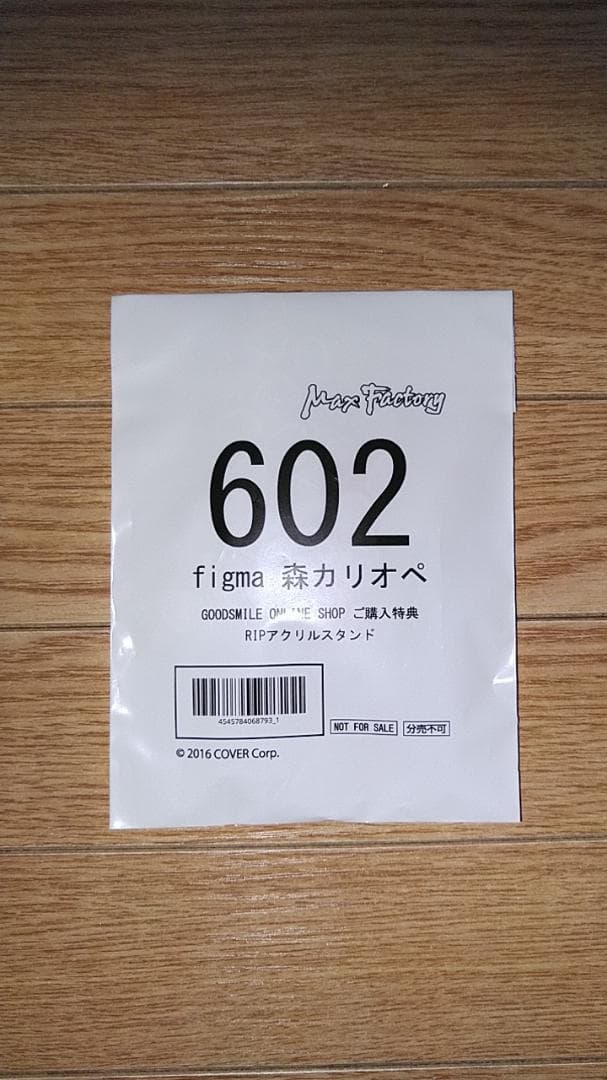 Max Factory
602
figma 森カリオペ
GOODSMILE ONLINE SHOP ご購入特典
RIPアクリルスタンド
4545784068793_1
NOT FOR SALE 分売不可
© 2016 COVER Corp.